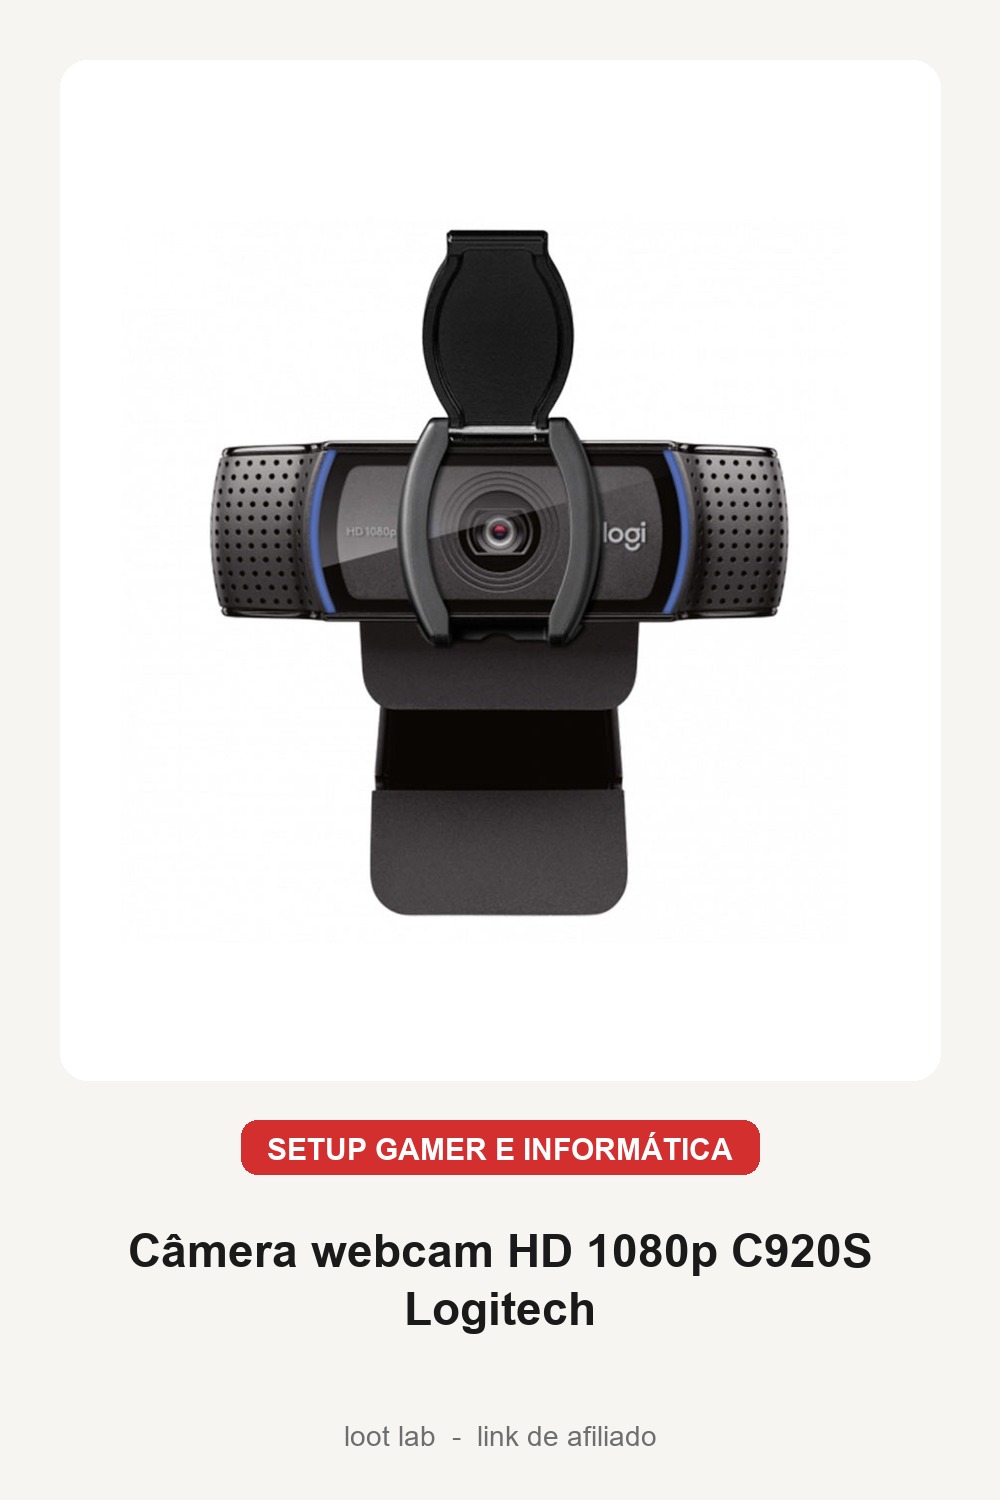 HD 1080p
logi
SETUP GAMER E INFORMÁTICA
Câmera webcam HD 1080p C920S
Logitech
loot lab - link de afiliado